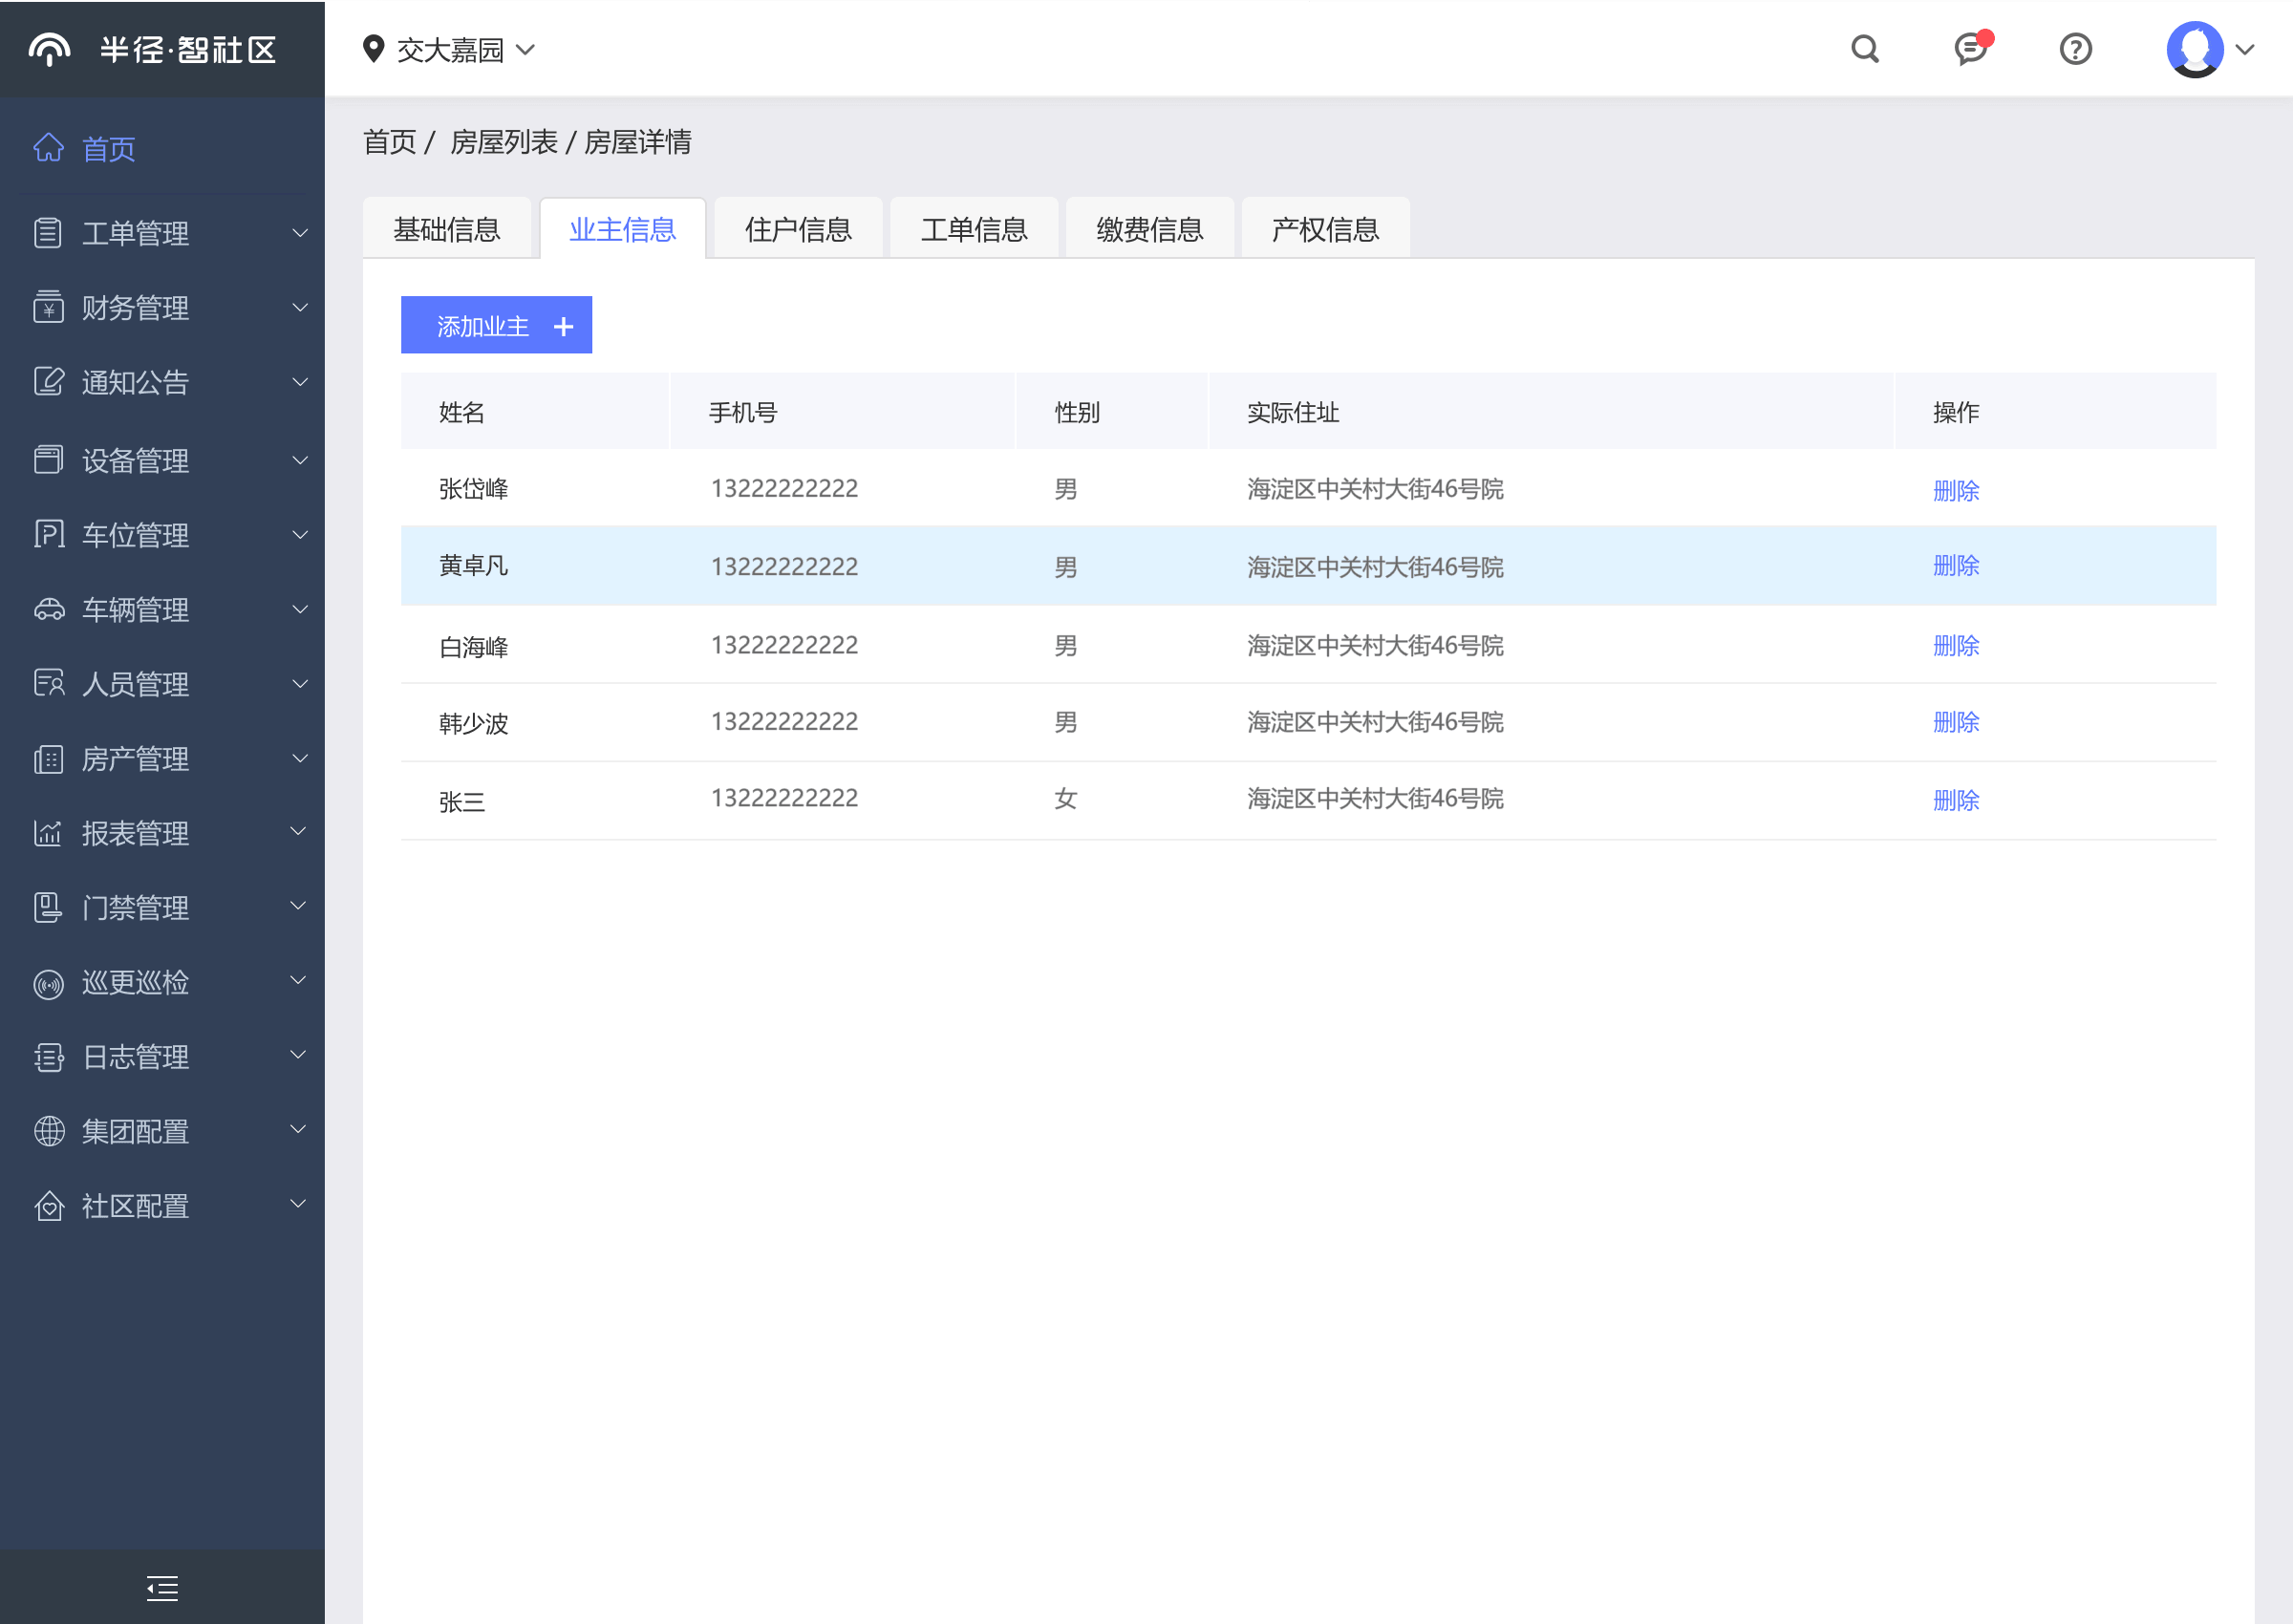 半径·智社区
交大嘉园
首页
工单管理
财务管理
通知公告
设备管理
车位管理
车辆管理
人员管理
房产管理
报表管理
门禁管理
巡更巡检
日志管理
集团配置
社区配置
首页 / 房屋列表 / 房屋详情
基础信息 业主信息 住户信息 工单信息 缴费信息 产权信息
添加业主 +
姓名 手机号 性别 实际住址 操作
张岱峰 13222222222 男 海淀区中关村大街46号院 删除
黄卓凡 13222222222 男 海淀区中关村大街46号院 删除
白海峰 13222222222 男 海淀区中关村大街46号院 删除
韩少波 13222222222 男 海淀区中关村大街46号院 删除
张三 13222222222 女 海淀区中关村大街46号院 删除